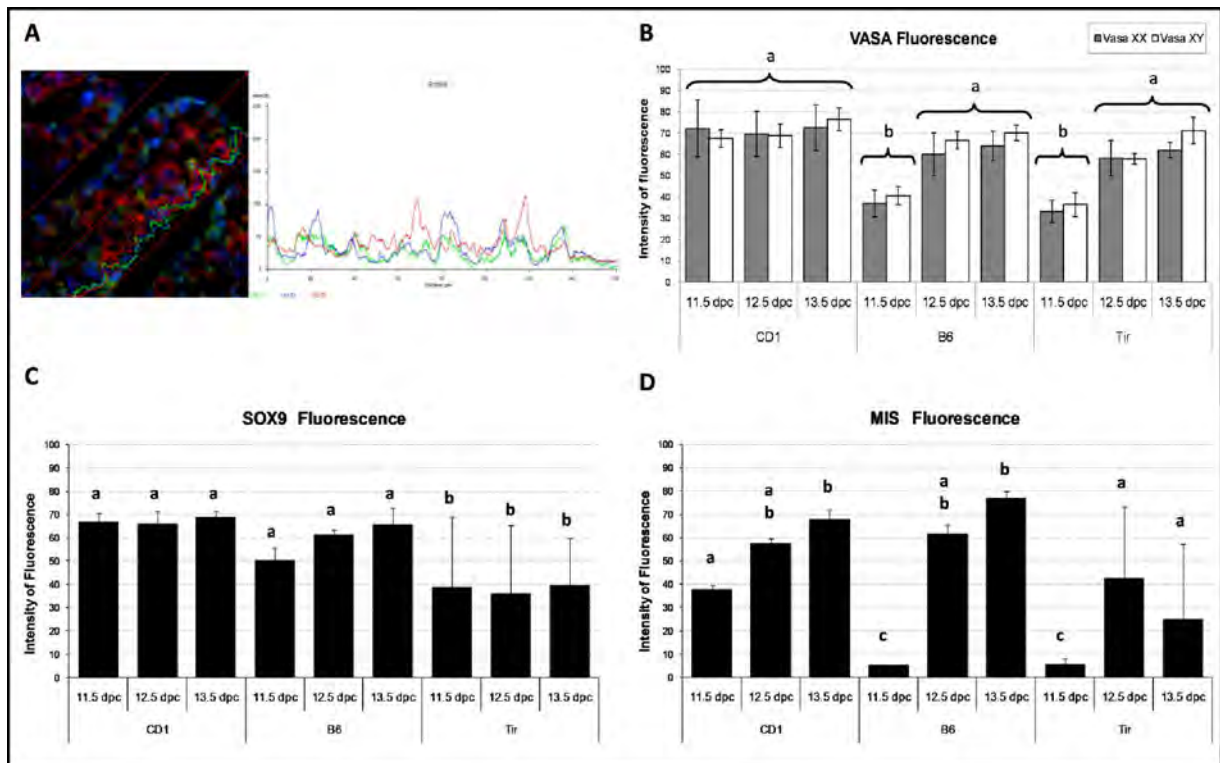 A
B
VASA Fluorescence
Vasa XX Vasa XY
a
a
a
b
b
Intensity of fluorescence
100
90
80
70
60
50
40
30
20
10
0
11.5 dpc 12.5 dpc 13.5 dpc 11.5 dpc 12.5 dpc 13.5 dpc 11.5 dpc 12.5 dpc 13.5 dpc
CD1 B6 Tir
C
SOX9 Fluorescence
Intensity of Fluorescence
100
90
80
70
60
50
40
30
20
10
0
a a a a a a b b b
11.5 dpc 12.5 dpc 13.5 dpc 11.5 dpc 12.5 dpc 13.5 dpc 11.5 dpc 12.5 dpc 13.5 dpc
CD1 B6 Tir
D
MIS Fluorescence
Intensity of Fluorescence
100
90
80
70
60
50
40
30
20
10
0
a a b b c a b b c a a
11.5 dpc 12.5 dpc 13.5 dpc 11.5 dpc 12.5 dpc 13.5 dpc 11.5 dpc 12.5 dpc 13.5 dpc
CD1 B6 Tir